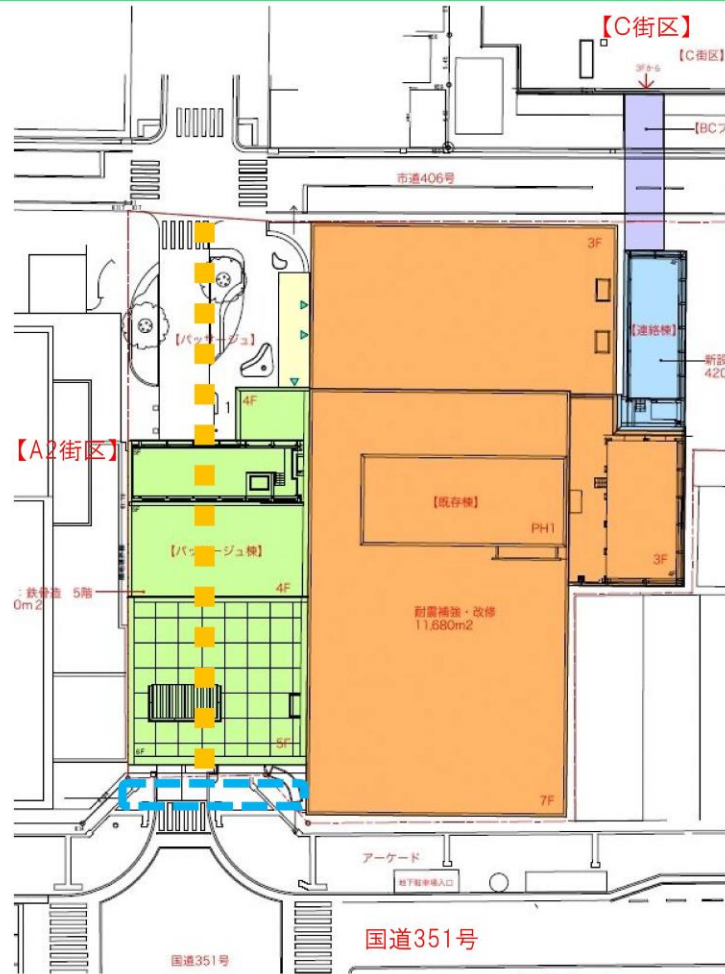 【C街区】
【C街区】
3Fから
【BCブ
市道406号
3F
【連絡棟】
新設
420
【パッサージュ】
4F
1
【A2街区】
【既存棟】
PH1
【パッサージュ棟】
3F
：鉄骨造 5階
0m2
4F
耐震補強・改修
11,680m2
5F
6F
7F
アーケード
地下駐車場入口
国道351号
国道351号